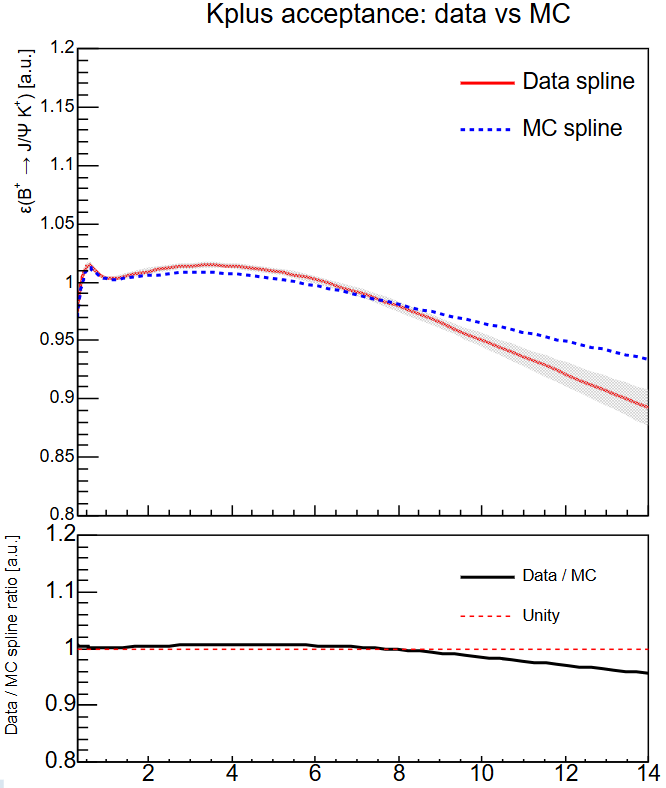 Kplus acceptance: data vs MC
ε(B⁺ → J/Ψ K⁺) [a.u.]
1.2
1.15
1.1
1.05
1
0.95
0.9
0.85
0.8
Data spline
MC spline
Data / MC spline ratio [a.u.]
1.2
1.1
1
0.9
0.8
Data / MC
Unity
2 4 6 8 10 12 14